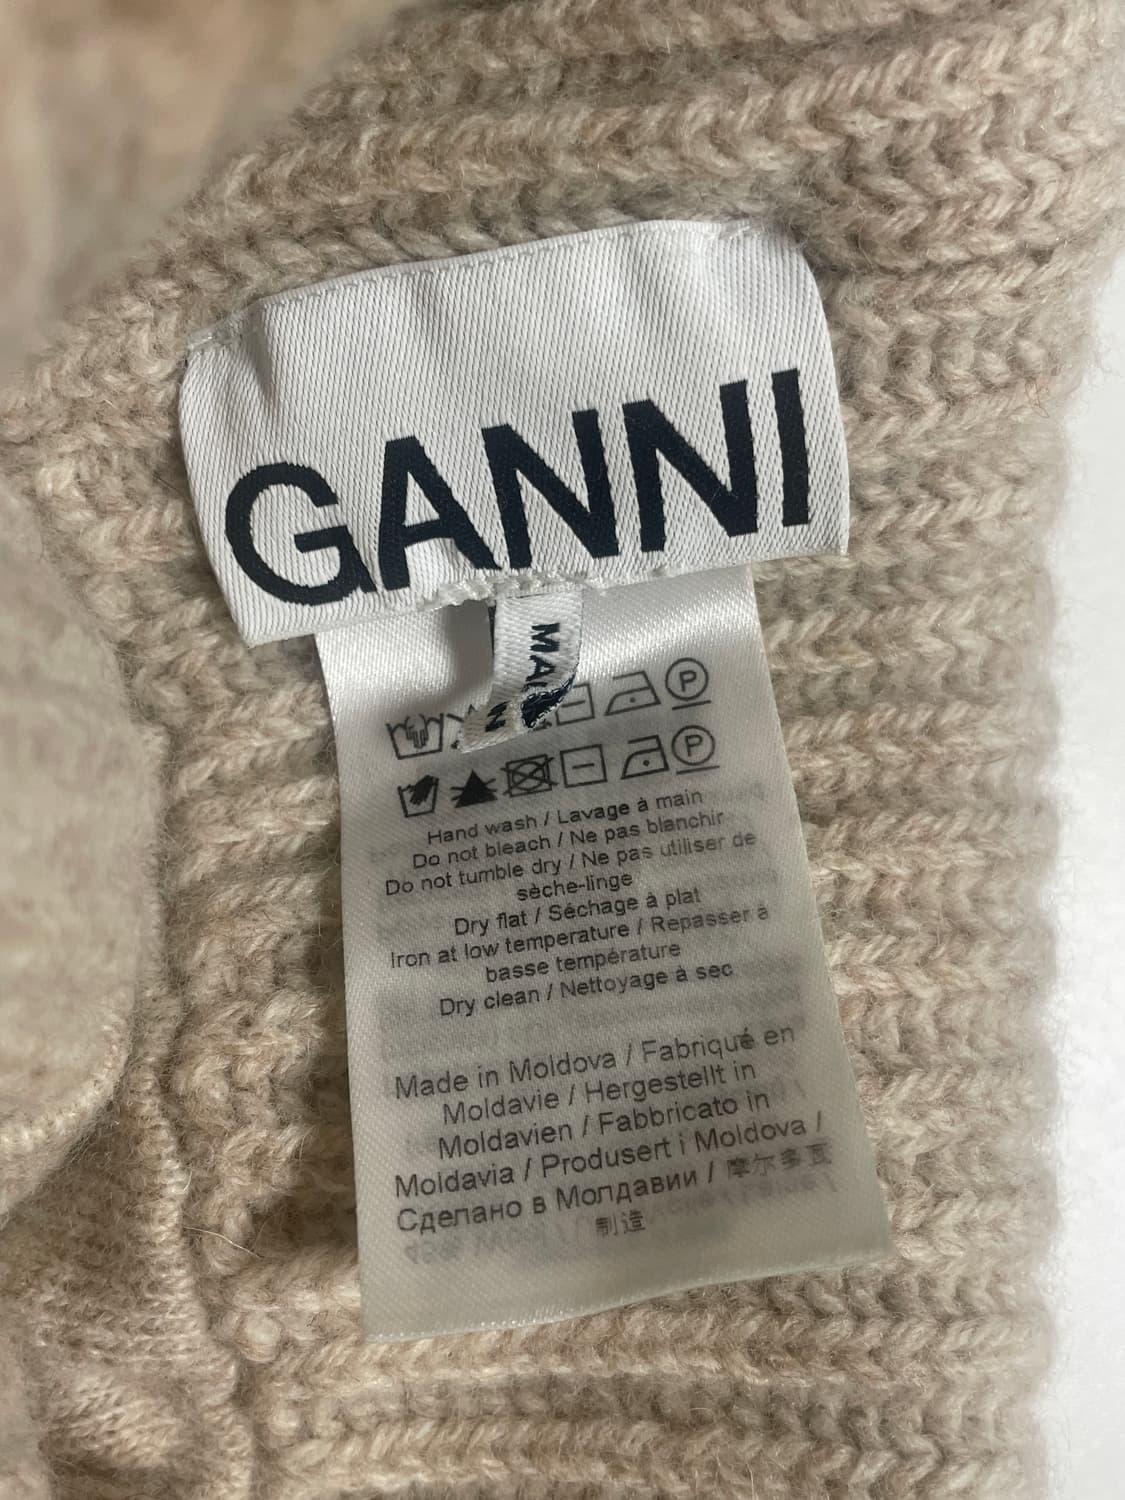 GANNI
Hand wash / Lavage à main
Do not bleach / Ne pas blanchir
Do not tumble dry / Ne pas utiliser de
sèche-linge
Dry flat / Séchage à plat
Iron at low temperature / Repasser à
basse température
Dry clean / Nettoyage à sec
Made in Moldova / Fabriqué en
Moldavie / Hergestellt in
Moldavien / Fabbricato in
Moldavia / Produsert i Moldova /
Сделано в Молдавии / 摩尔多瓦
制造